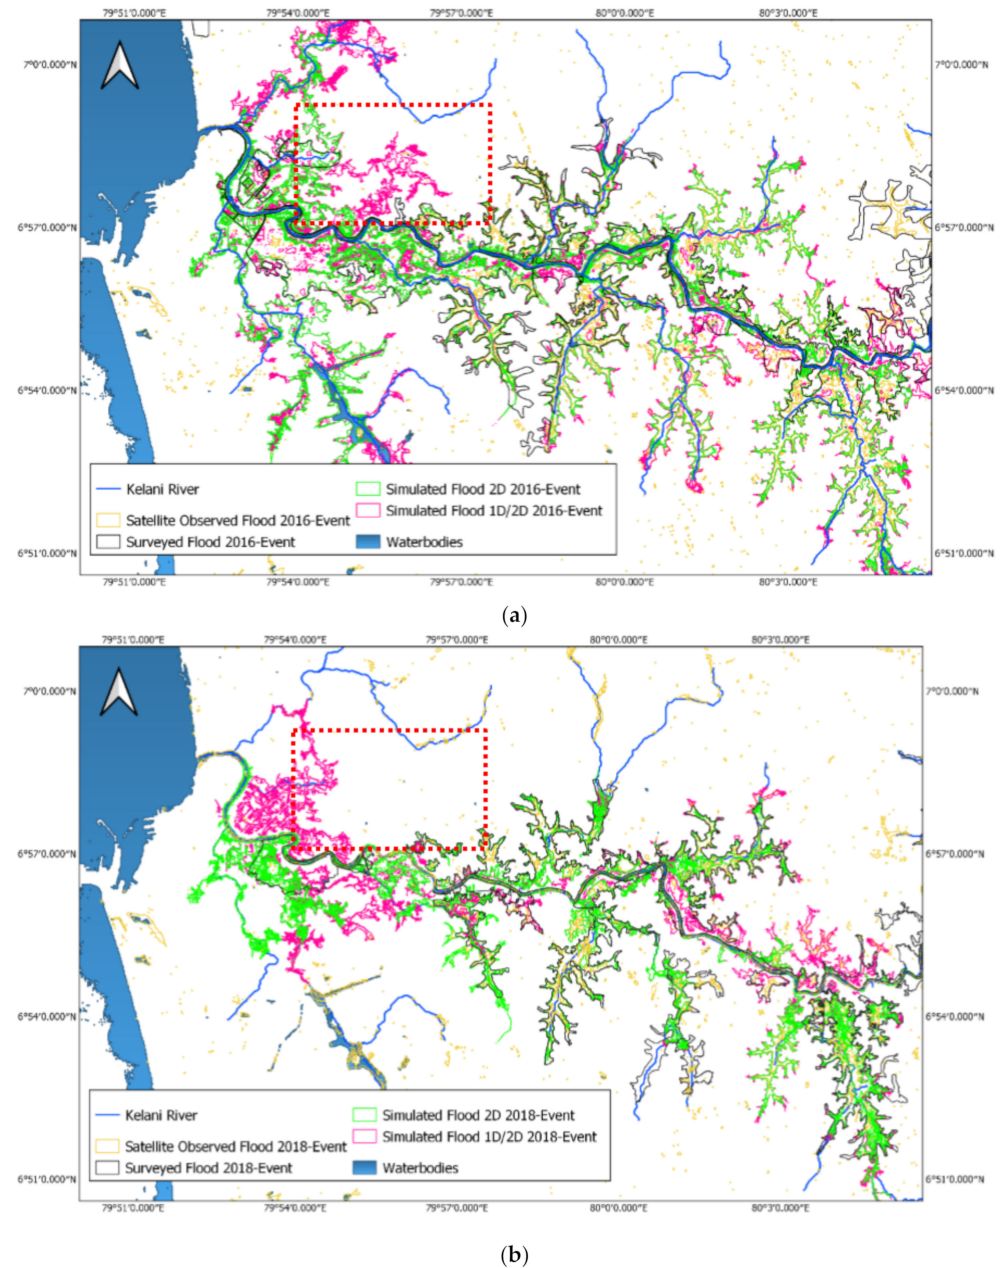 79°51'0.000"E 79°54'0.000"E 79°57'0.000"E 80°0'0.000"E 80°3'0.000"E
7°0'0.000"N 7°0'0.000"N
6°57'0.000"N 6°57'0.000"N
6°54'0.000"N 6°54'0.000"N
Kelani River
Satellite Observed Flood 2016-Event
Surveyed Flood 2016-Event
Simulated Flood 2D 2016-Event
Simulated Flood 1D/2D 2016-Event
Waterbodies
6°51'0.000"N 6°51'0.000"N
79°51'0.000"E 79°54'0.000"E 79°57'0.000"E 80°0'0.000"E 80°3'0.000"E
(a)
79°51'0.000"E 79°54'0.000"E 79°57'0.000"E 80°0'0.000"E 80°3'0.000"E
7°0'0.000"N 7°0'0.000"N
6°57'0.000"N 6°57'0.000"N
6°54'0.000"N 6°54'0.000"N
Kelani River
Satellite Observed Flood 2018-Event
Surveyed Flood 2018-Event
Simulated Flood 2D 2018-Event
Simulated Flood 1D/2D 2018-Event
Waterbodies
6°51'0.000"N 6°51'0.000"N
79°51'0.000"E 79°54'0.000"E 79°57'0.000"E 80°0'0.000"E 80°3'0.000"E
(b)